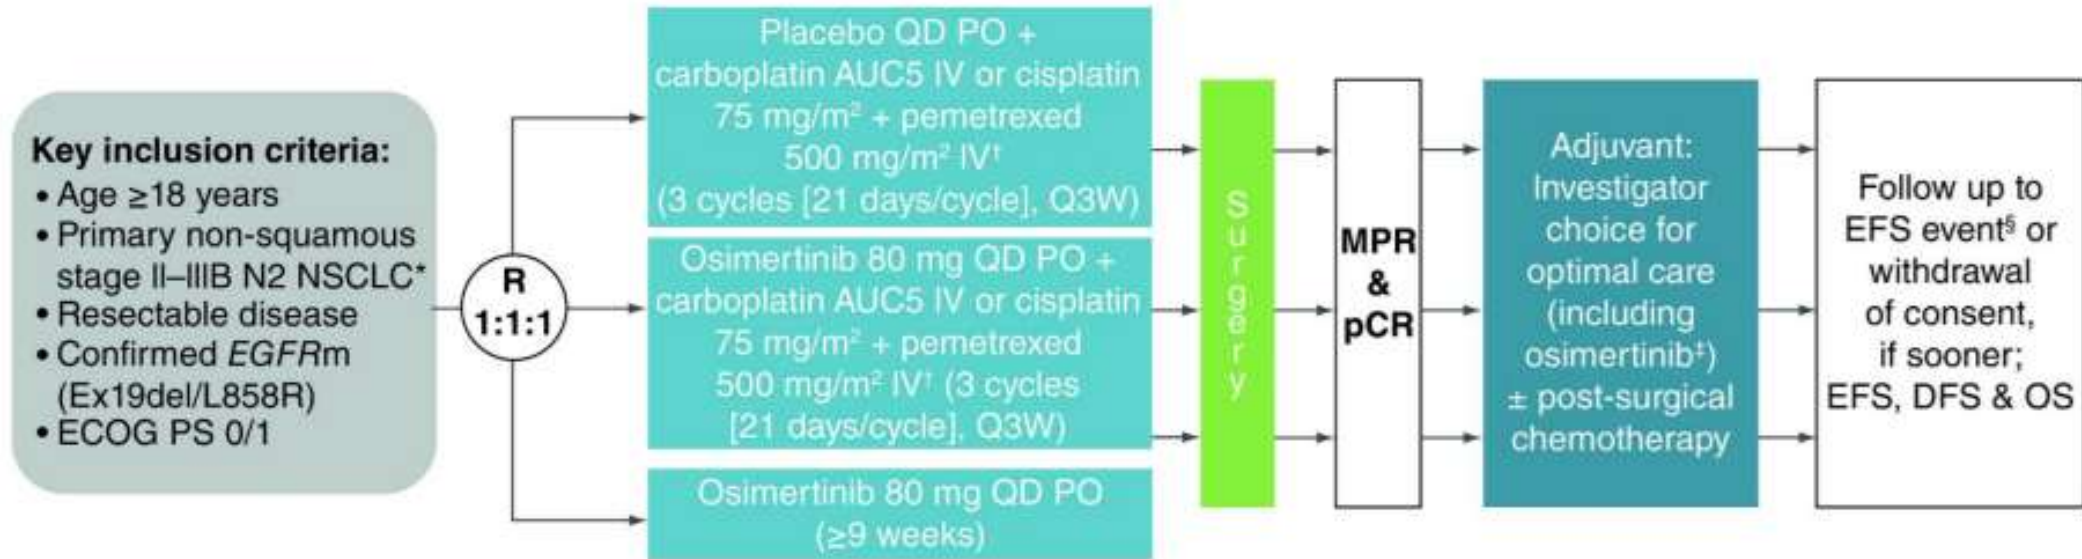 Key inclusion criteria:
• Age ≥18 years
• Primary non-squamous
stage II–IIIB N2 NSCLC*
• Resectable disease
• Confirmed EGFRm
(Ex19del/L858R)
• ECOG PS 0/1
R
1:1:1
Placebo QD PO +
carboplatin AUC5 IV or cisplatin
75 mg/m² + pemetrexed
500 mg/m² IV†
(3 cycles [21 days/cycle], Q3W)
Osimertinib 80 mg QD PO +
carboplatin AUC5 IV or cisplatin
75 mg/m² + pemetrexed
500 mg/m² IV† (3 cycles
[21 days/cycle], Q3W)
Osimertinib 80 mg QD PO
(≥9 weeks)
Surgery
MPR
&
pCR
Adjuvant:
Investigator
choice for
optimal care
(including
osimertinib‡)
± post-surgical
chemotherapy
Follow up to
EFS event§ or
withdrawal
of consent,
if sooner;
EFS, DFS & OS